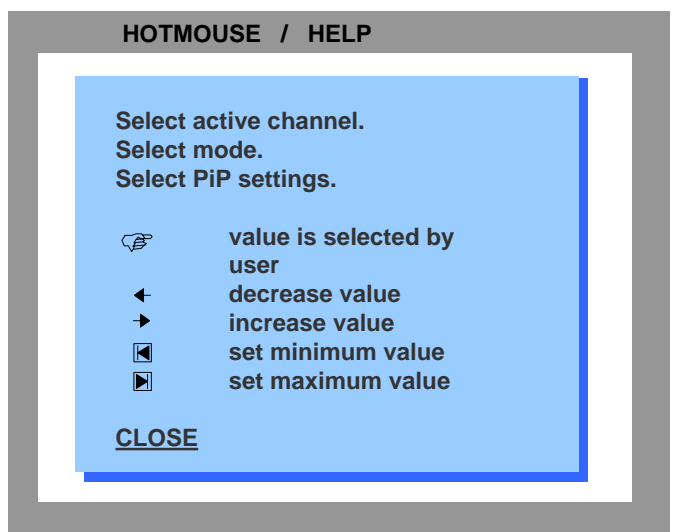 HOTMOUSE / HELP
Select active channel.
Select mode.
Select PiP settings.
value is selected by
user
decrease value
increase value
set minimum value
set maximum value
CLOSE